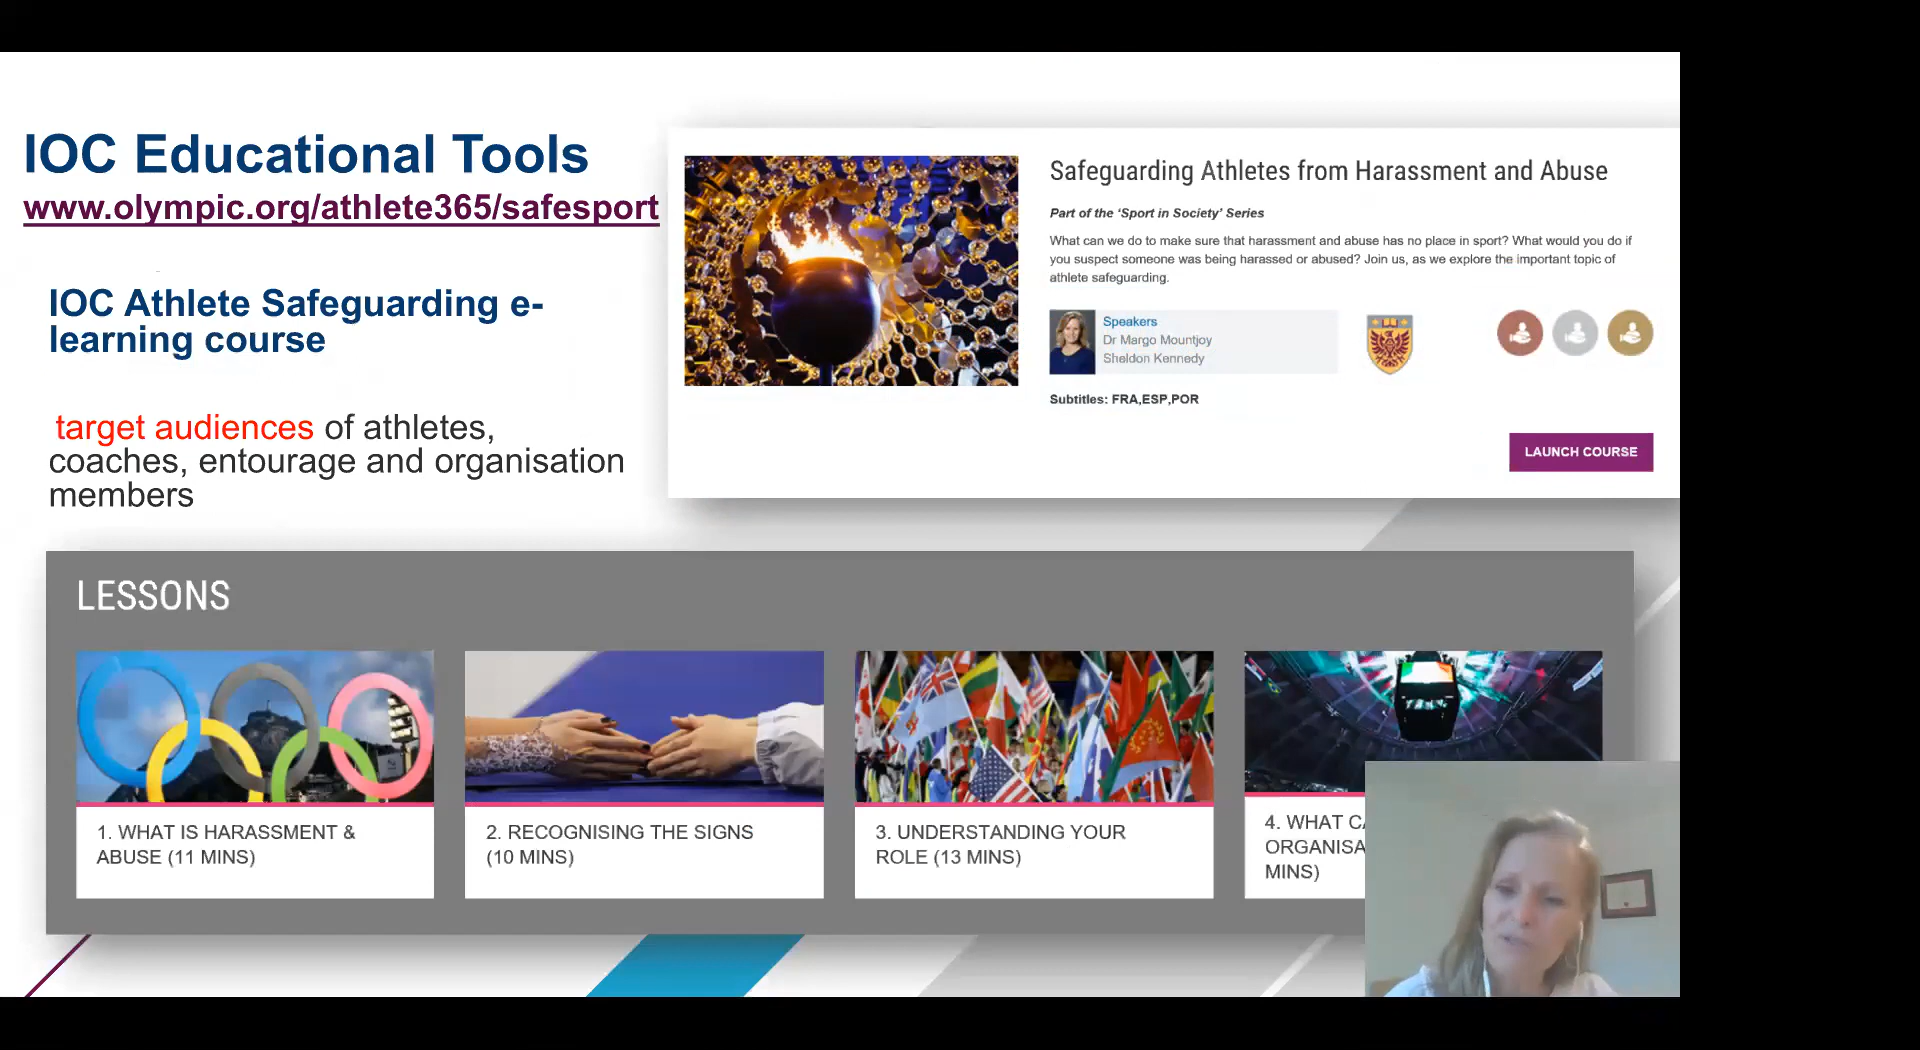 IOC Educational Tools
www.olympic.org/athlete365/safesport
IOC Athlete Safeguarding e-
learning course
target audiences of athletes,
coaches, entourage and organisation
members
Safeguarding Athletes from Harassment and Abuse
Part of the ‘Sport in Society’ Series
What can we do to make sure that harassment and abuse has no place in sport? What would you do if
you suspect someone was being harassed or abused? Join us, as we explore the important topic of
athlete safeguarding.
Speakers
Dr Margo Mountjoy
Sheldon Kennedy
Subtitles: FRA,ESP,POR
LAUNCH COURSE
LESSONS
1. WHAT IS HARASSMENT &
ABUSE (11 MINS)
2. RECOGNISING THE SIGNS
(10 MINS)
3. UNDERSTANDING YOUR
ROLE (13 MINS)
4. WHAT
MINS)